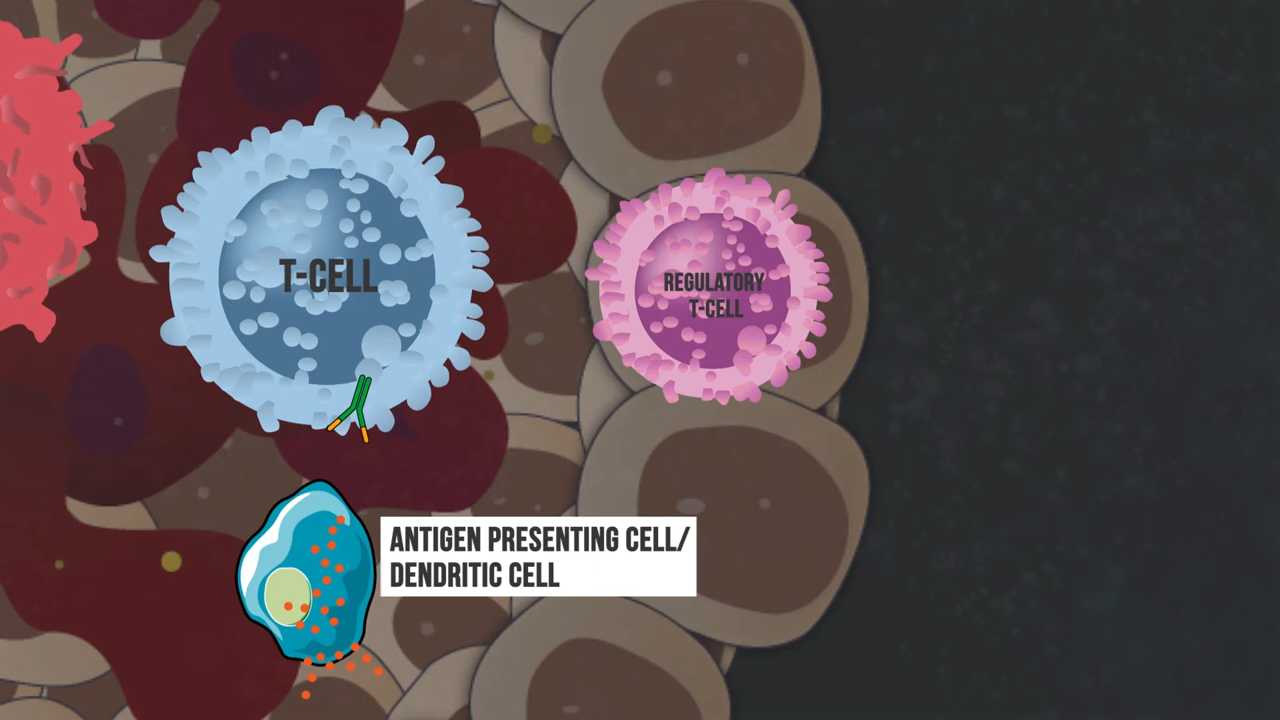 T-CELL
REGULATORY
T-CELL
ANTIGEN PRESENTING CELL/
DENDRITIC CELL